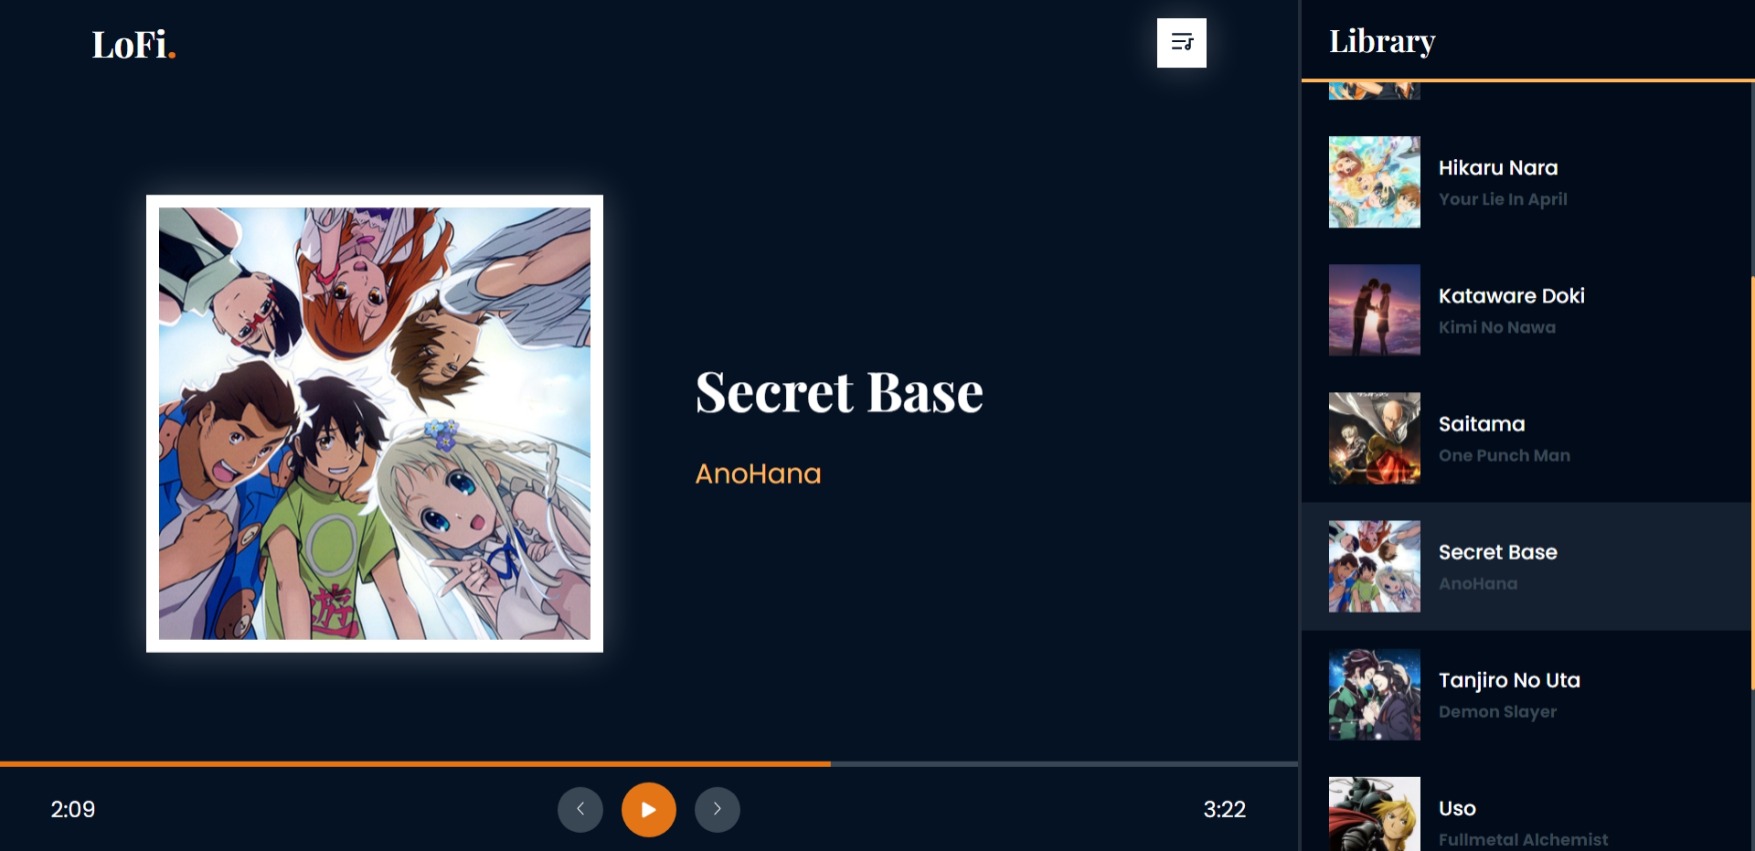 LoFi.
Secret Base
AnoHana
2:09
3:22
Library
Hikaru Nara
Your Lie In April
Kataware Doki
Kimi No Nawa
Saitama
One Punch Man
Secret Base
AnoHana
Tanjiro No Uta
Demon Slayer
Uso
Fullmetal Alchemist